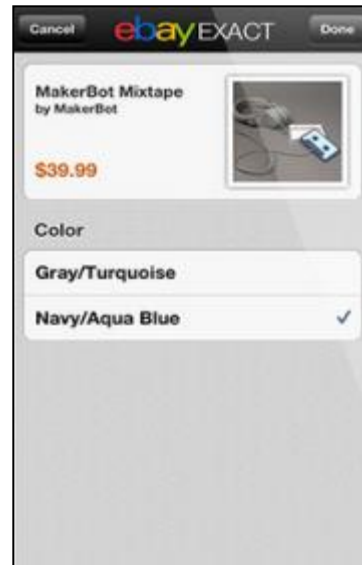 Cancel ebay EXACT Done
MakerBot Mixtape
by MakerBot
$39.99
Color
Gray/Turquoise
Navy/Aqua Blue